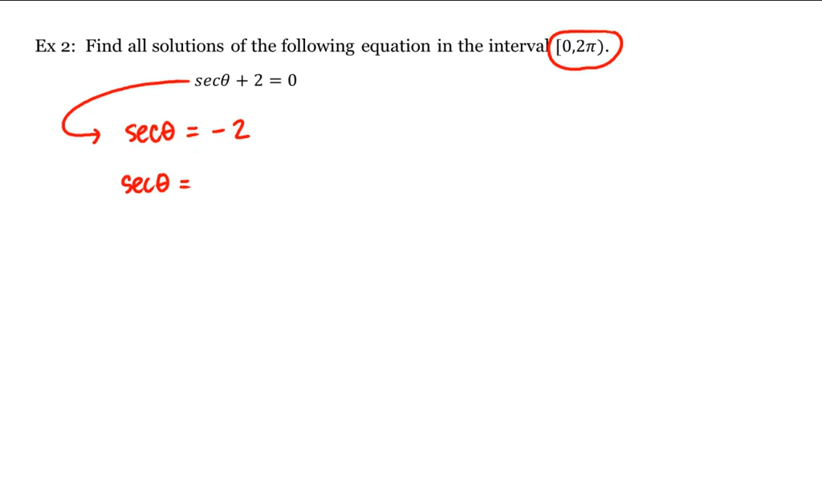 Ex 2: Find all solutions of the following equation in the interval [0,2π).
secθ + 2 = 0
secθ = -2
secθ =